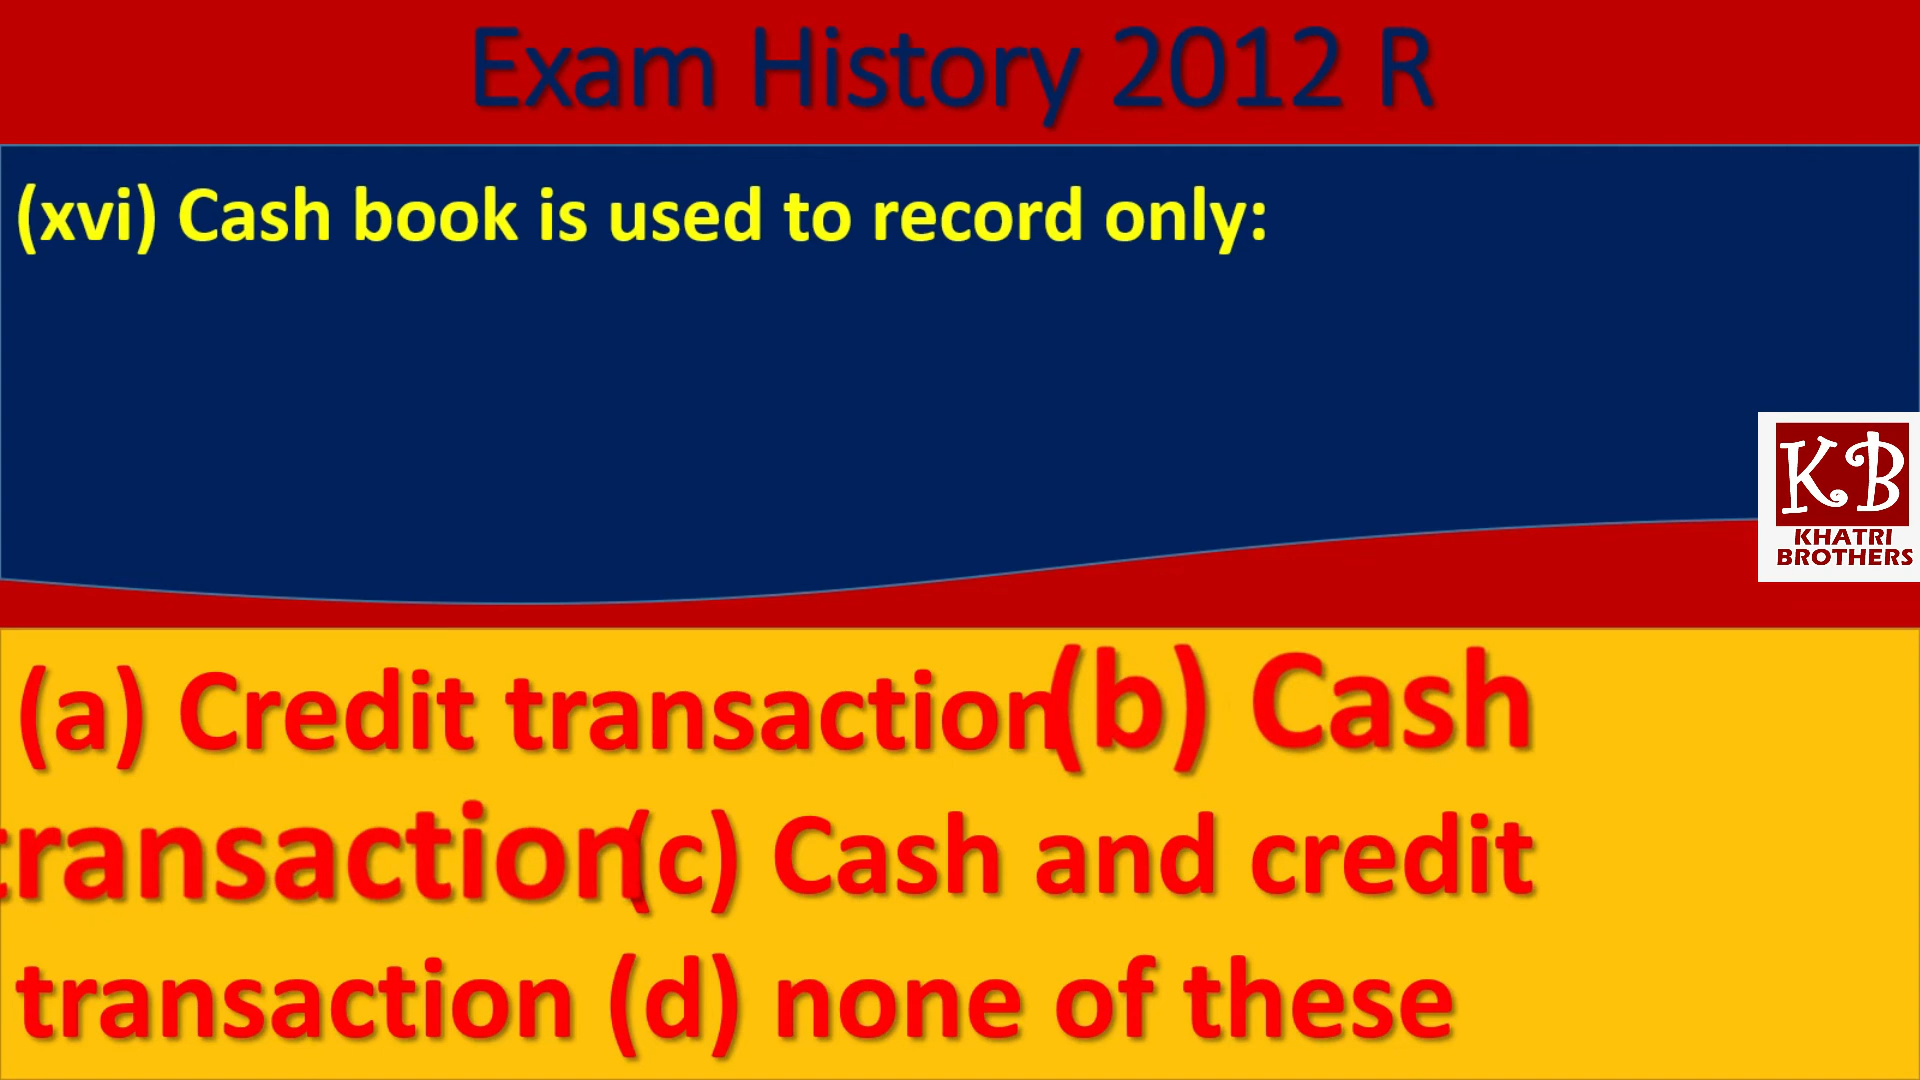 Exam History 2012 R
(xvi) Cash book is used to record only:
KB
KHATRI
BROTHERS
(a) Credit transaction (b) Cash
transaction (c) Cash and credit
transaction (d) none of these